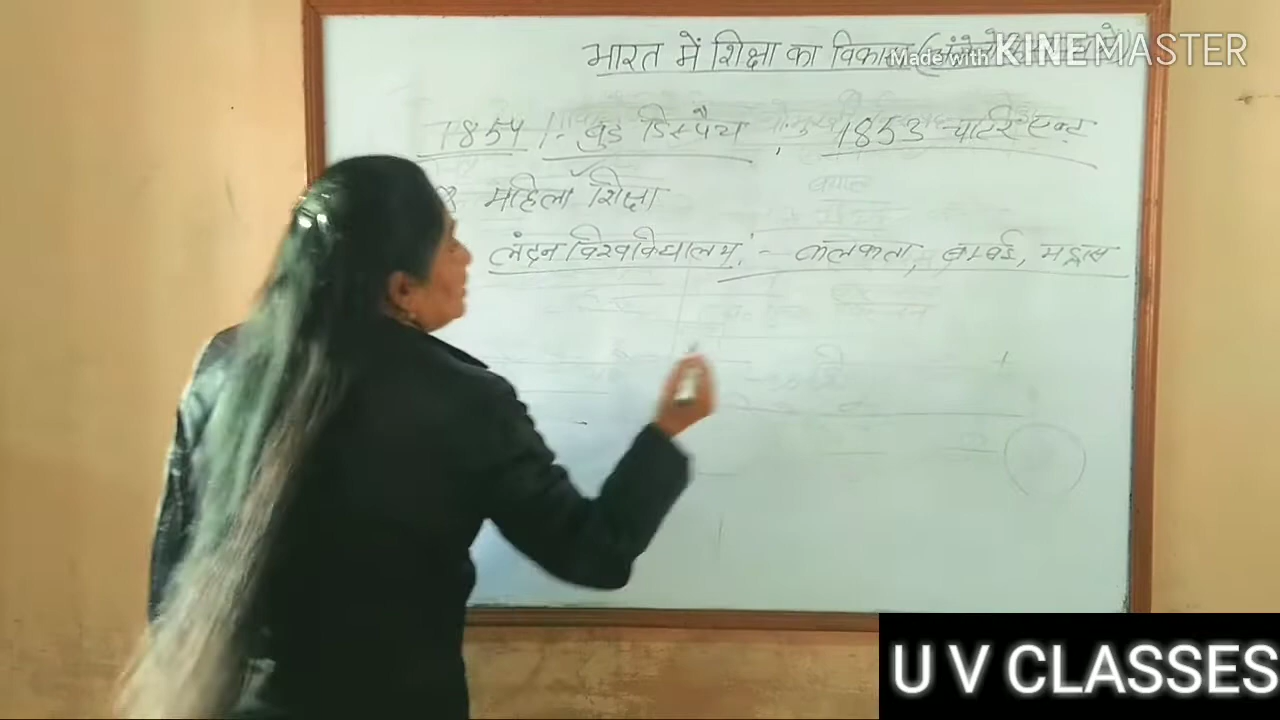 भारत में शिक्षा का विकास (
Made with KINEMASTER
1854 :- वुड डिस्पैच , 1853 चार्टर एक्ट
महिला शिक्षा
लंदन विश्वविद्यालय :- कलकता, बम्बई, मद्रास
U V CLASSES